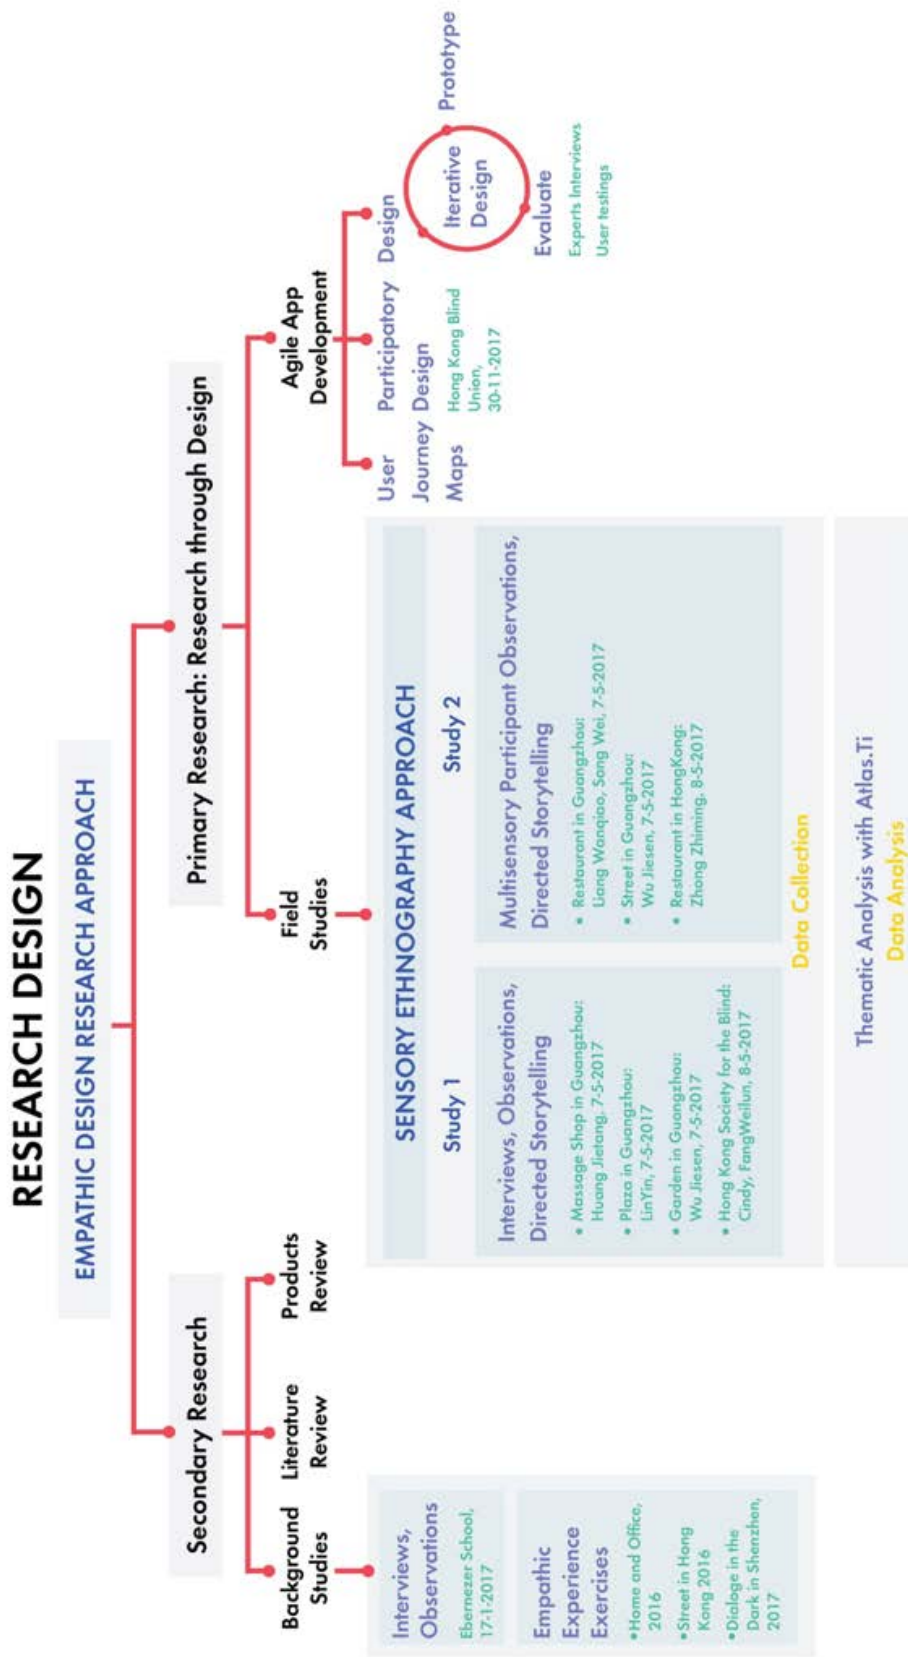 RESEARCH DESIGN
EMPATHIC DESIGN RESEARCH APPROACH
Secondary Research
Background
Studies
Literature
Review
Products
Review
Interviews,
Observations
Ebernezer School,
17-1-2017
Empathic
Experience
Exercises
•Home and Office,
2016
•Street in Hong
Kong 2016
•Dialoge in the
Dark in Shenzhen,
2017
Primary Research: Research through Design
Field
Studies
SENSORY ETHNOGRAPHY APPROACH
Study 1
Interviews, Observations,
Directed Storytelling
• Massage Shop in Guangzhou:
Huang Jietang, 7-5-2017
• Plaza in Guangzhou:
LinYin, 7-5-2017
• Garden in Guangzhou:
Wu Jiesen, 7-5-2017
• Hong Kong Society for the Blind:
Cindy, FangWeilun, 8-5-2017
Study 2
Multisensory Participant Observations,
Directed Storytelling
• Restaurant in Guangzhou:
Liang Wanqiao, Song Wei, 7-5-2017
• Street in Guangzhou:
Wu Jiesen, 7-5-2017
• Restaurant in HongKong:
Zhong Zhiming, 8-5-2017
Data Collection
Thematic Analysis with Atlas.Ti
Data Analysis
Agile App
Development
User
Journey
Maps
Participatory
Design
Hong Kong Blind
Union,
30-11-2017
Design
Iterative
Design
Prototype
Evaluate
Experts Interviews
User testings